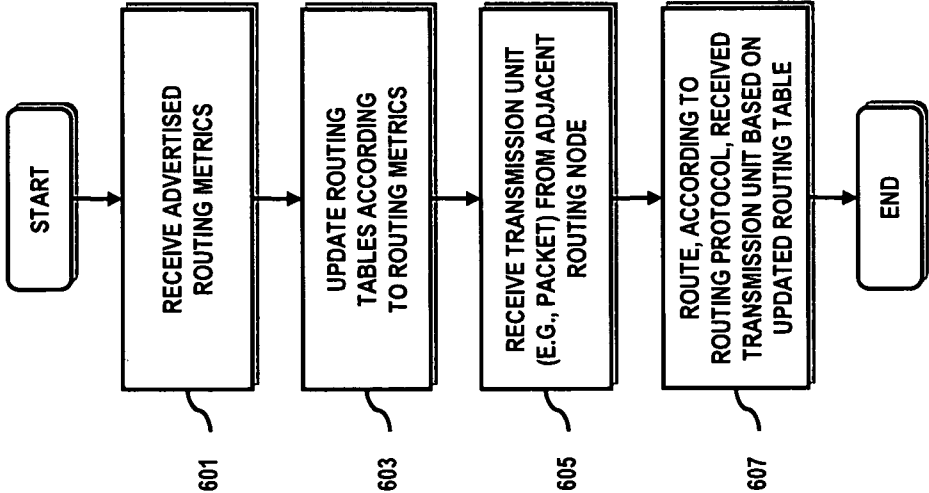 START
RECEIVE ADVERTISED
ROUTING METRICS
601
UPDATE ROUTING
TABLES ACCORDING
TO ROUTING METRICS
603
RECEIVE TRANSMISSION UNIT
(E.G., PACKET) FROM ADJACENT
ROUTING NODE
605
ROUTE, ACCORDING TO
ROUTING PROTOCOL, RECEIVED
TRANSMISSION UNIT BASED ON
UPDATED ROUTING TABLE
607
END